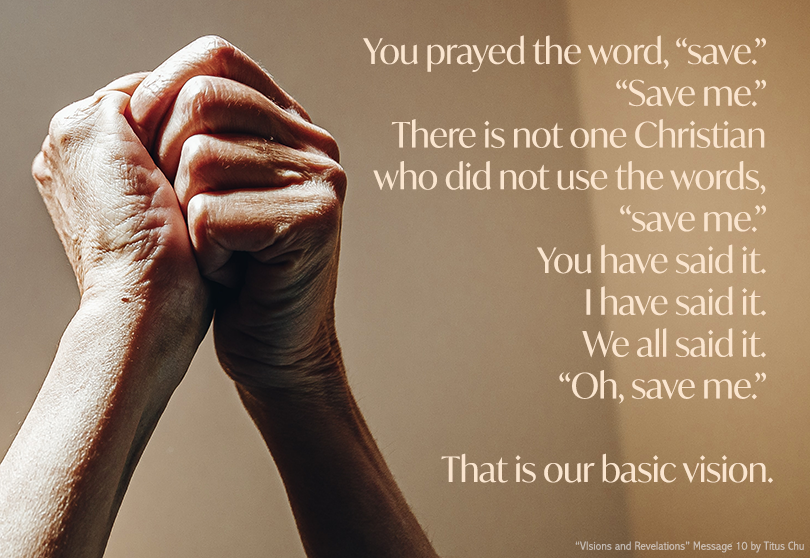 You prayed the word, “save.”
“Save me.”
There is not one Christian
who did not use the words,
“save me.”
You have said it.
I have said it.
We all said it.
“Oh, save me.”
That is our basic vision.
“Visions and Revelations” Message 10 by Titus Chu